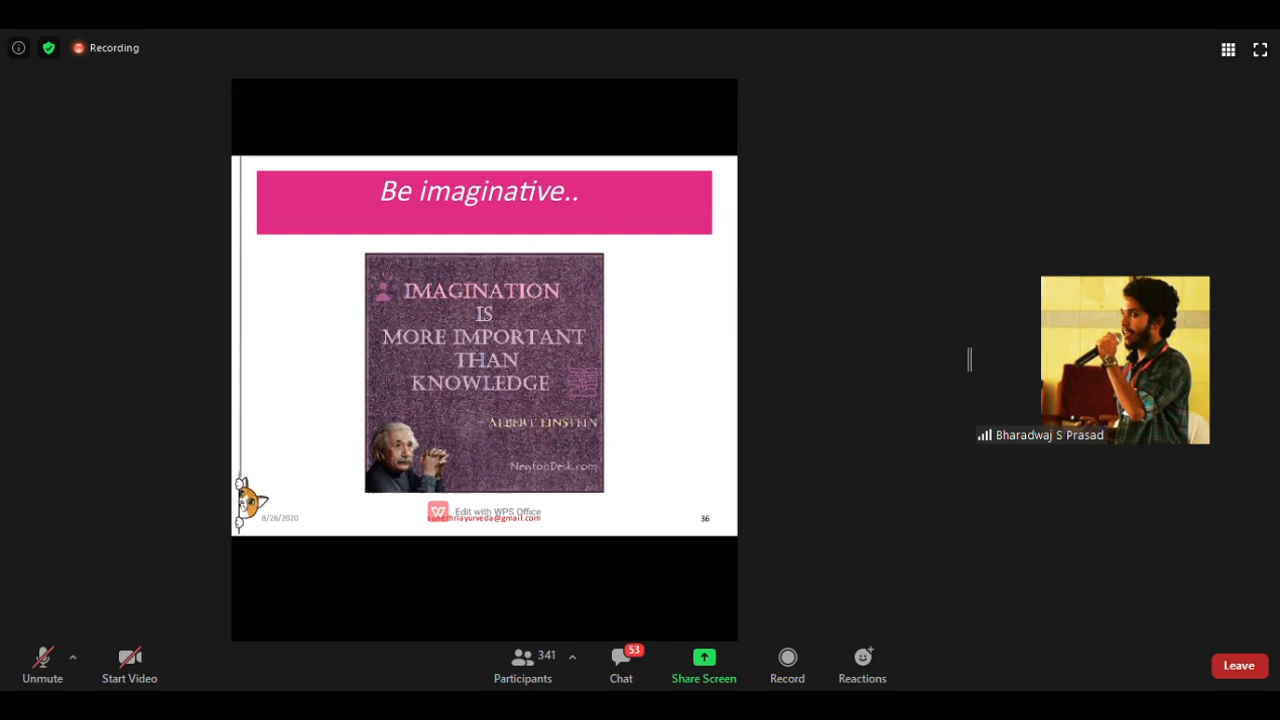 Recording
Be imaginative..
IMAGINATION
IS
MORE IMPORTANT
THAN
KNOWLEDGE
- ALBERT EINSTEIN
NewtonDesk.com
Bharadwaj S Prasad
Edit with WPS Office
8/26/2020
sunethriayurveda@gmail.com
36
341
53
Unmute
Start Video
Participants
Chat
Share Screen
Record
Reactions
Leave